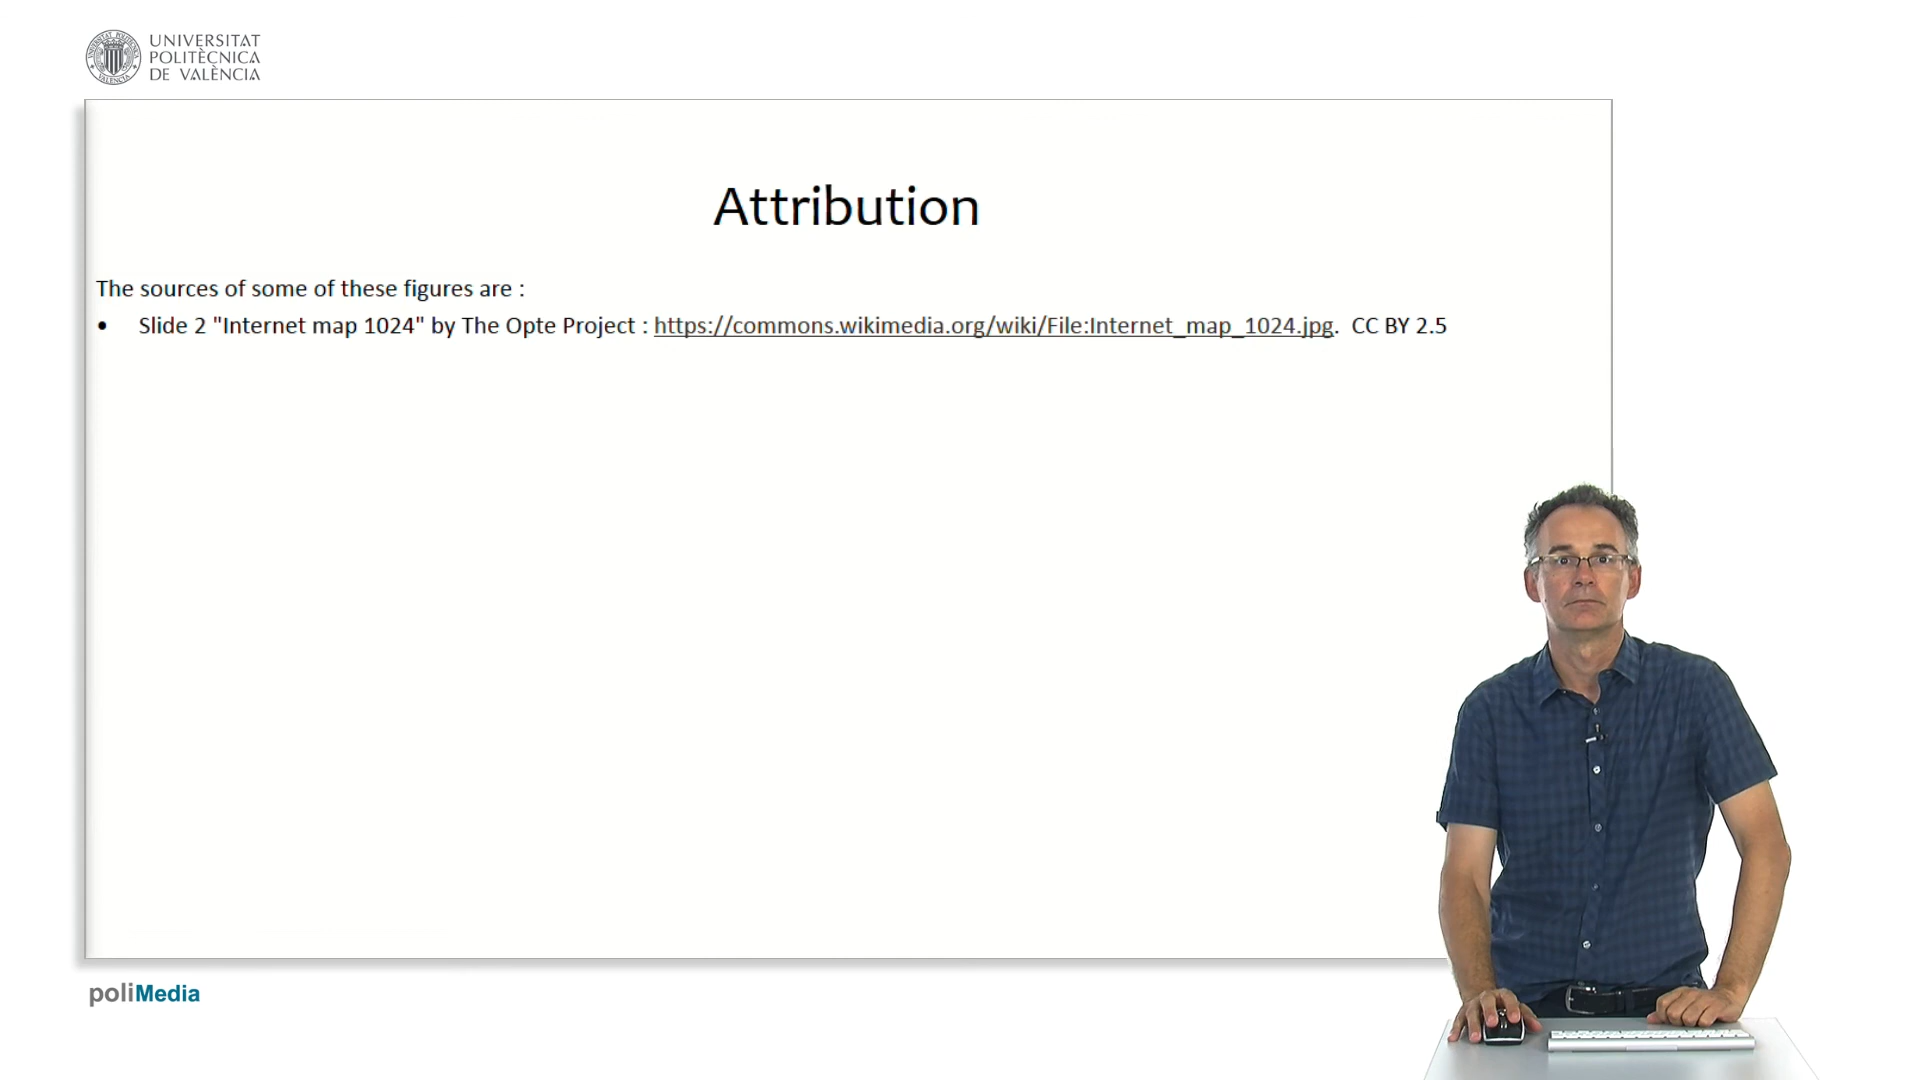 UNIVERSITAT
POLITÈCNICA
DE VALÈNCIA
Attribution
The sources of some of these figures are :
• Slide 2 "Internet map 1024" by The Opte Project : https://commons.wikimedia.org/wiki/File:Internet_map_1024.jpg. CC BY 2.5
poliMedia